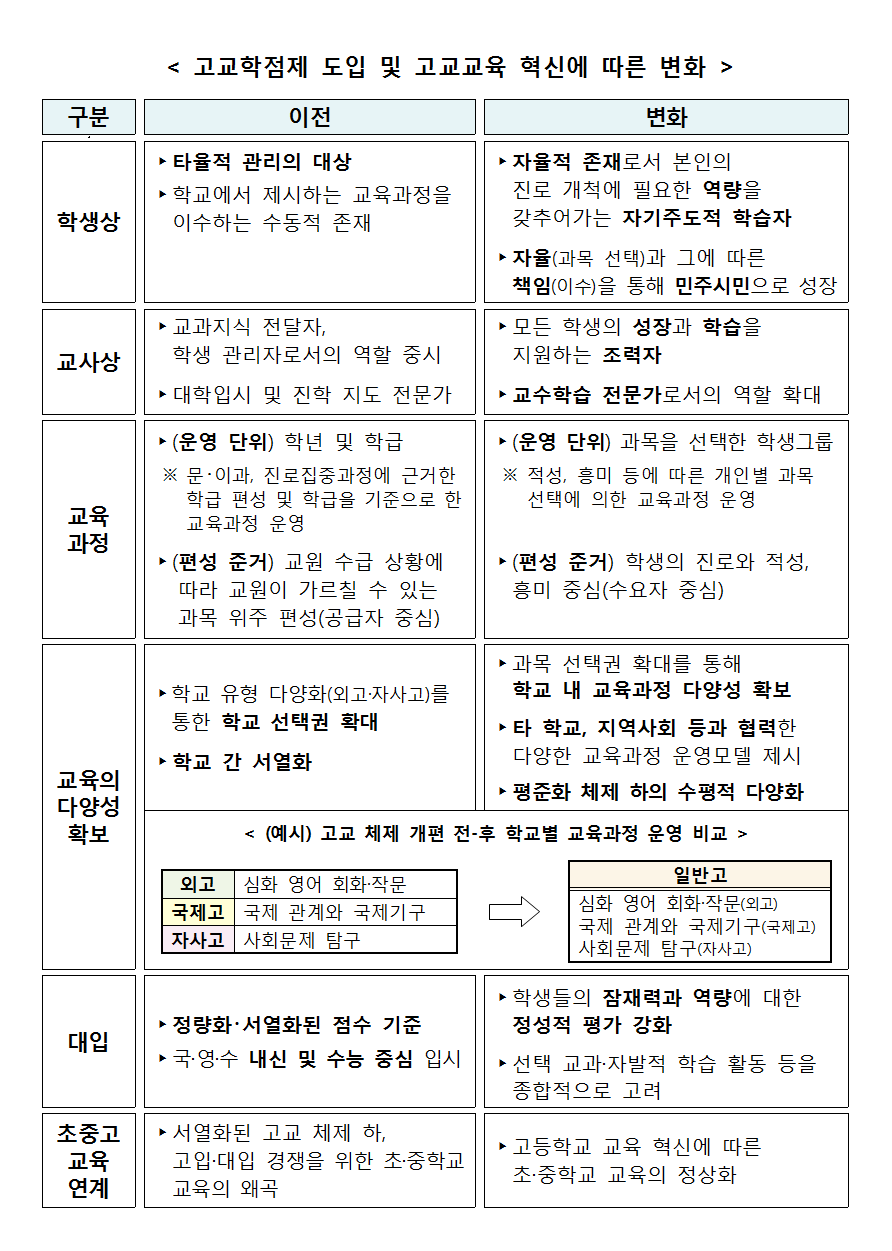 < 고교학점제 도입 및 고교교육 혁신에 따른 변화 >
구분
이전
변화
학생상
▸타율적 관리의 대상
▸학교에서 제시하는 교육과정을
이수하는 수동적 존재
▸자율적 존재로서 본인의
진로 개척에 필요한 역량을
갖추어가는 자기주도적 학습자
▸자율(과목 선택)과 그에 따른
책임(이수)을 통해 민주시민으로 성장
교사상
▸교과지식 전달자,
학생 관리자로서의 역할 중시
▸대학입시 및 진학 지도 전문가
▸모든 학생의 성장과 학습을
지원하는 조력자
▸교수학습 전문가로서의 역할 확대
교육
과정
▸(운영 단위) 학년 및 학급
※ 문·이과, 진로집중과정에 근거한
학급 편성 및 학급을 기준으로 한
교육과정 운영
▸(편성 준거) 교원 수급 상황에
따라 교원이 가르칠 수 있는
과목 위주 편성(공급자 중심)
▸(운영 단위) 과목을 선택한 학생그룹
※ 적성, 흥미 등에 따른 개인별 과목
선택에 의한 교육과정 운영
▸(편성 준거) 학생의 진로와 적성,
흥미 중심(수요자 중심)
교육의
다양성
확보
▸학교 유형 다양화(외고·자사고)를
통한 학교 선택권 확대
▸학교 간 서열화
▸과목 선택권 확대를 통해
학교 내 교육과정 다양성 확보
▸타 학교, 지역사회 등과 협력한
다양한 교육과정 운영모델 제시
▸평준화 체제 하의 수평적 다양화
< (예시) 고교 체제 개편 전-후 학교별 교육과정 운영 비교 >
외고 심화 영어 회화·작문
국제고 국제 관계와 국제기구
자사고 사회문제 탐구
일반고
심화 영어 회화·작문(외고)
국제 관계와 국제기구(국제고)
사회문제 탐구(자사고)
대입
▸정량화·서열화된 점수 기준
▸국·영·수 내신 및 수능 중심 입시
▸학생들의 잠재력과 역량에 대한
정성적 평가 강화
▸선택 교과·자발적 학습 활동 등을
종합적으로 고려
초중고
교육
연계
▸서열화된 고교 체제 하,
고입·대입 경쟁을 위한 초·중학교
교육의 왜곡
▸고등학교 교육 혁신에 따른
초·중학교 교육의 정상화